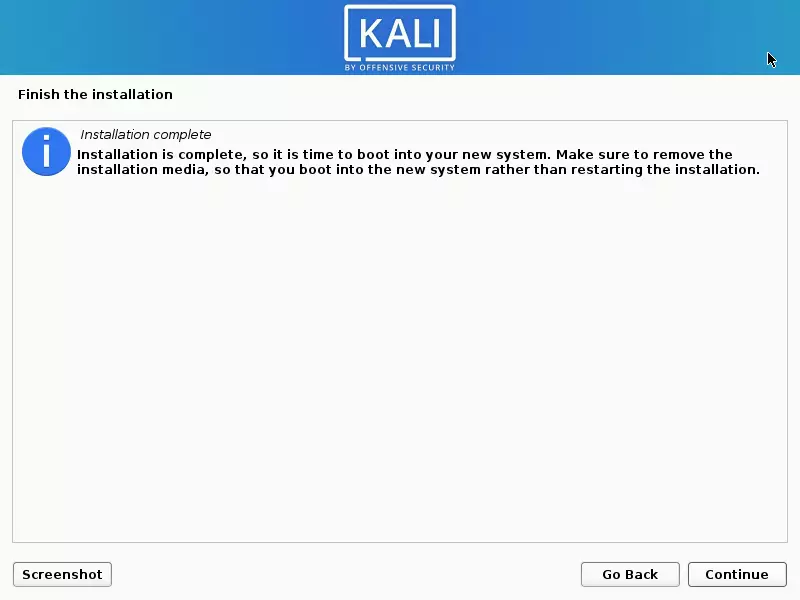 KALI
BY OFFENSIVE SECURITY
Finish the installation
Installation complete
Installation is complete, so it is time to boot into your new system. Make sure to remove the
installation media, so that you boot into the new system rather than restarting the installation.
Screenshot
Go Back
Continue